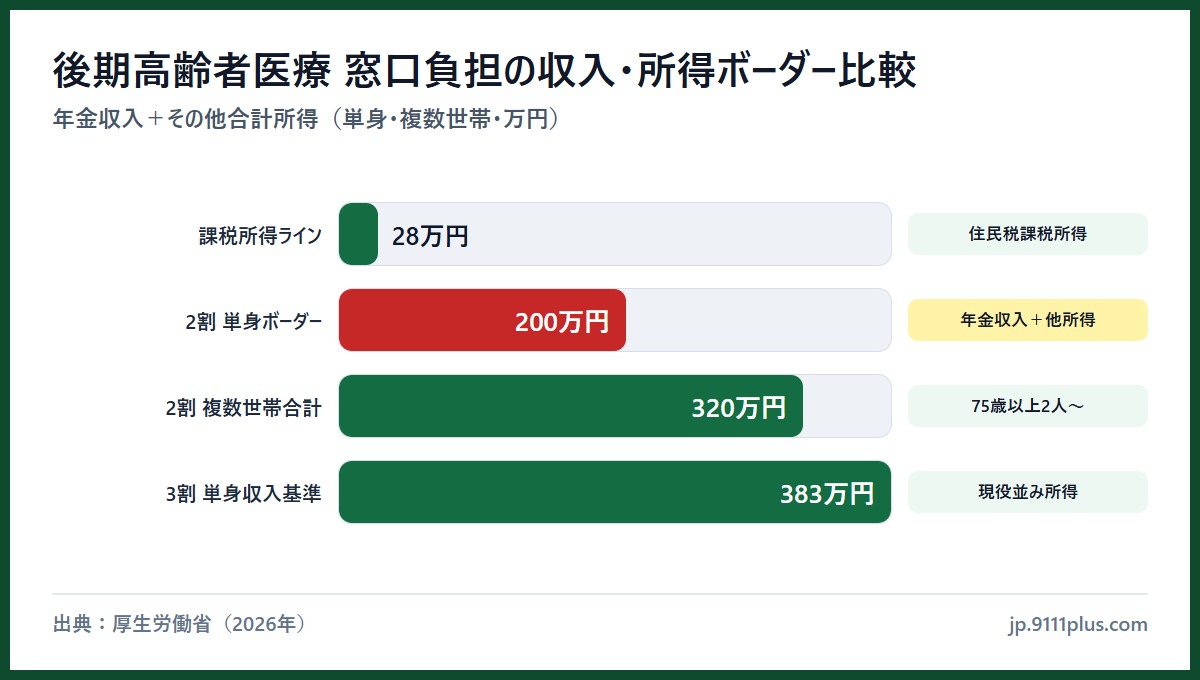 後期高齢者医療 窓口負担の収入・所得ボーダー比較
年金収入＋その他合計所得（単身・複数世帯・万円）
課税所得ライン
28万円
住民税課税所得
2割 単身ボーダー
200万円
年金収入＋他所得
2割 複数世帯合計
320万円
75歳以上2人〜
3割 単身収入基準
383万円
現役並み所得
出典：厚生労働省（2026年）
jp.9111plus.com